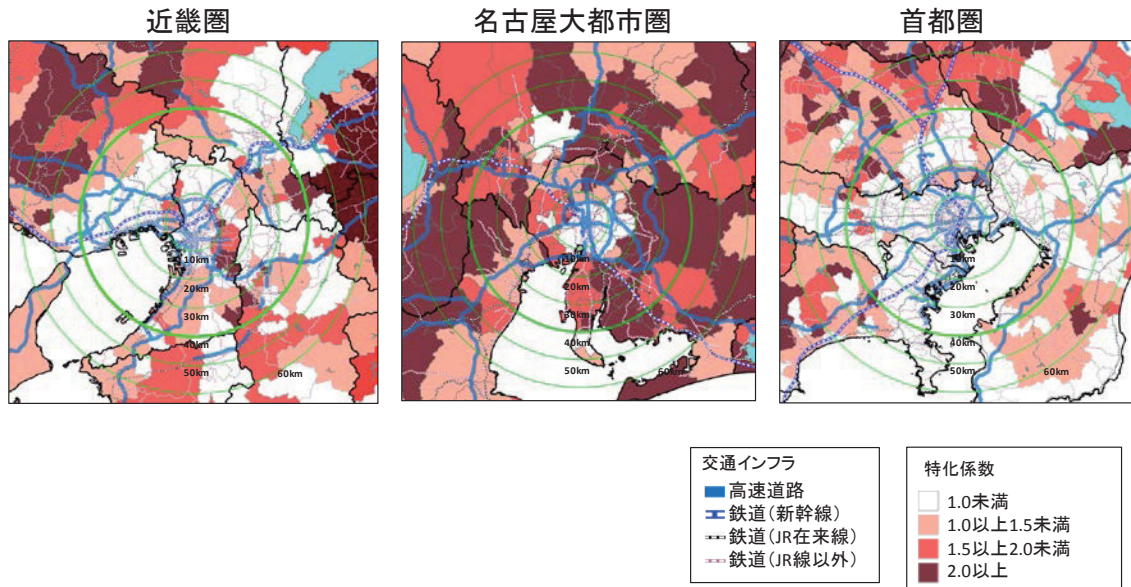 近畿圏
名古屋大都市圏
首都圏
10km
20km
30km
40km
50km
60km
10km
20km
30km
40km
50km
60km
10km
20km
30km
40km
50km
60km
交通インフラ
高速道路
鉄道(新幹線)
鉄道(JR在来線)
鉄道(JR線以外)
特化係数
1.0未満
1.0以上1.5未満
1.5以上2.0未満
2.0以上